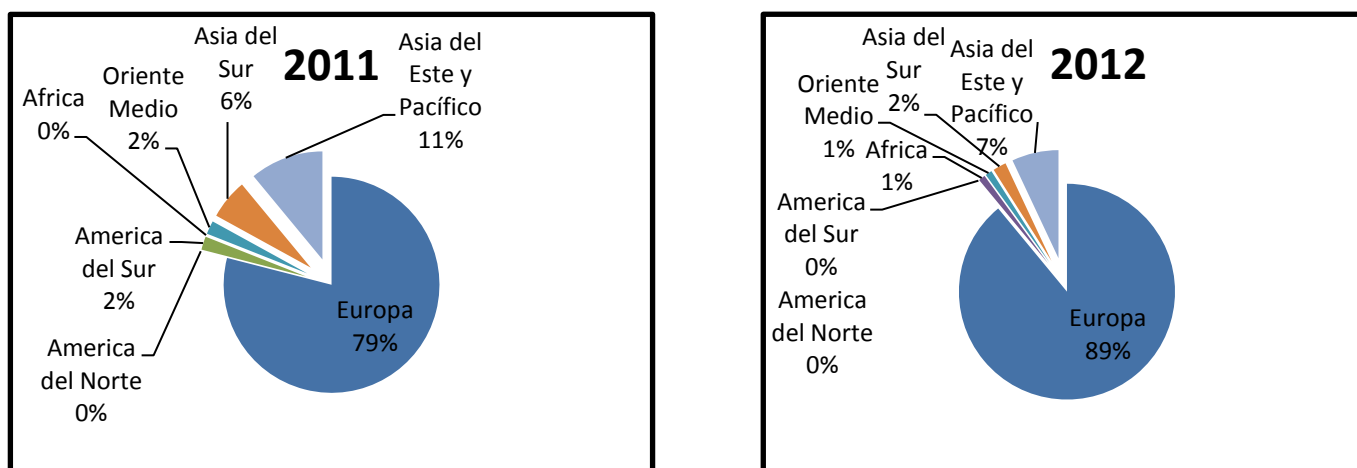 2011
Asia del
Sur
6%
Asia del
Este y
Pacífico
11%
Oriente
Medio
2%
Africa
0%
America
del Sur
2%
America
del Norte
0%
Europa
79%
2012
Asia del
Sur
2%
Asia del
Este y
Pacífico
7%
Oriente
Medio
1%
Africa
1%
America
del Sur
0%
America
del Norte
0%
Europa
89%